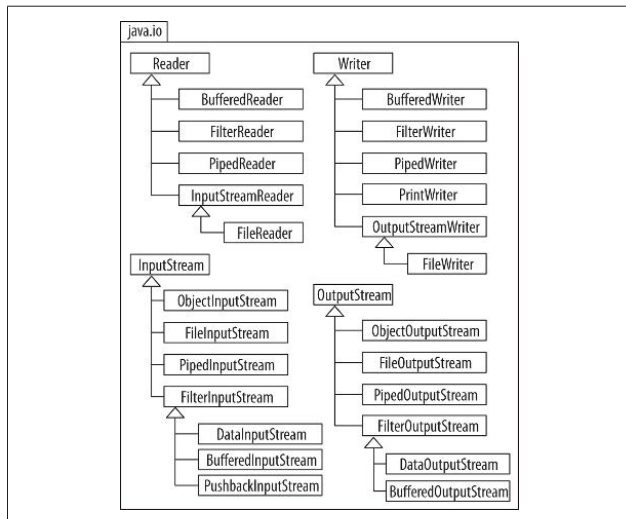 java.io
Reader
BufferedReader
FilterReader
PipedReader
InputStreamReader
FileReader
Writer
BufferedWriter
FilterWriter
PipedWriter
PrintWriter
OutputStreamWriter
FileWriter
InputStream
ObjectInputStream
FileInputStream
PipedInputStream
FilterInputStream
DataInputStream
BufferedInputStream
PushbackInputStream
OutputStream
ObjectOutputStream
FileOutputStream
PipedOutputStream
FilterOutputStream
DataOutputStream
BufferedOutputStream